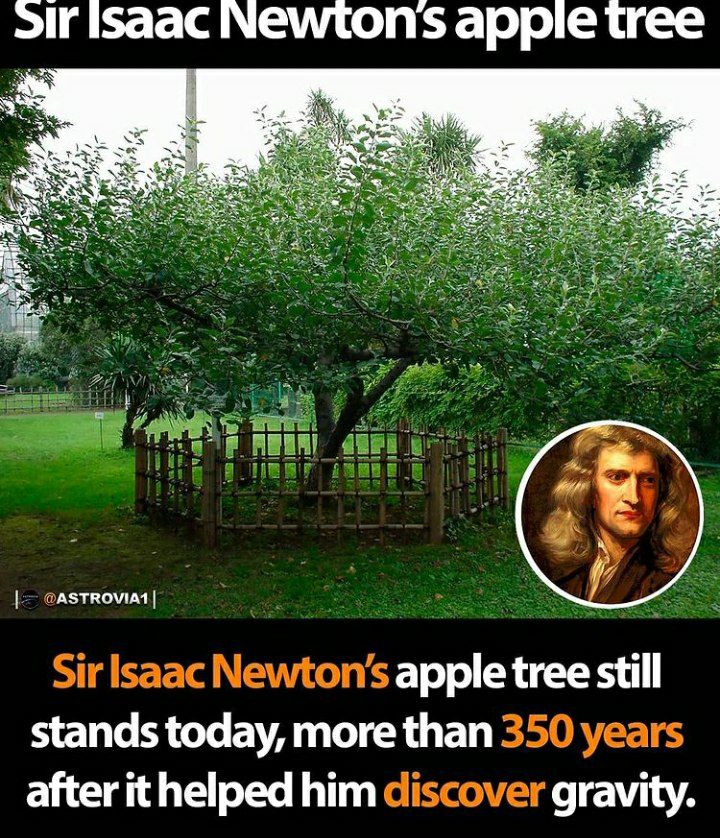 Sir Isaac Newton's apple tree
@ASTROVIA1
Sir Isaac Newton's apple tree still
stands today, more than 350 years
after it helped him discover gravity.